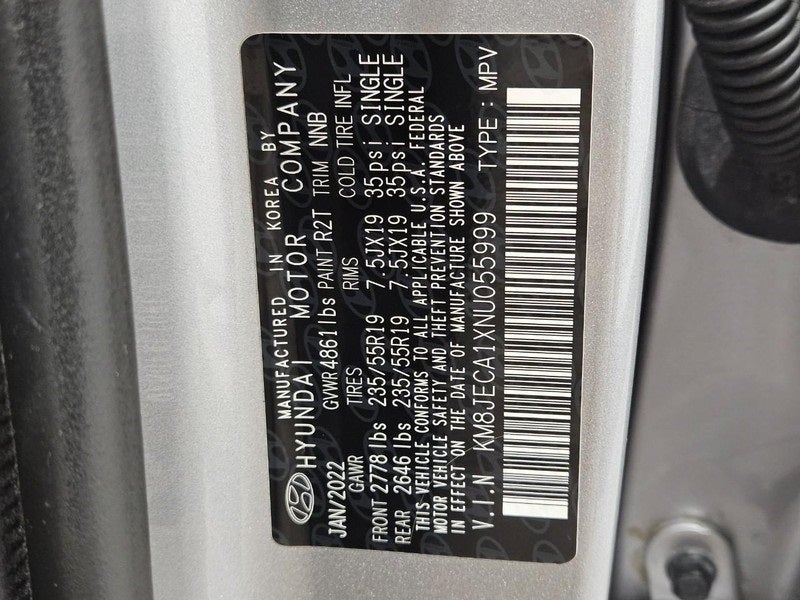 MANUFACTURED IN KOREA BY
HYUNDAI MOTOR COMPANY
JAN/2022 GVWR 4861 lbs PAINT R2T TRIM NNB
GAWR TIRES RIMS COLD TIRE INFL
FRONT 2778 lbs 235/55R19 7.5JX19 35psi SINGLE
REAR 2646 lbs 235/55R19 7.5JX19 35psi SINGLE
THIS VEHICLE CONFORMS TO ALL APPLICABLE U.S.A. FEDERAL
MOTOR VEHICLE SAFETY AND THEFT PREVENTION STANDARDS
IN EFFECT ON THE DATE OF MANUFACTURE SHOWN ABOVE
V.I.N KM8JECA1XNU055999 TYPE : MPV